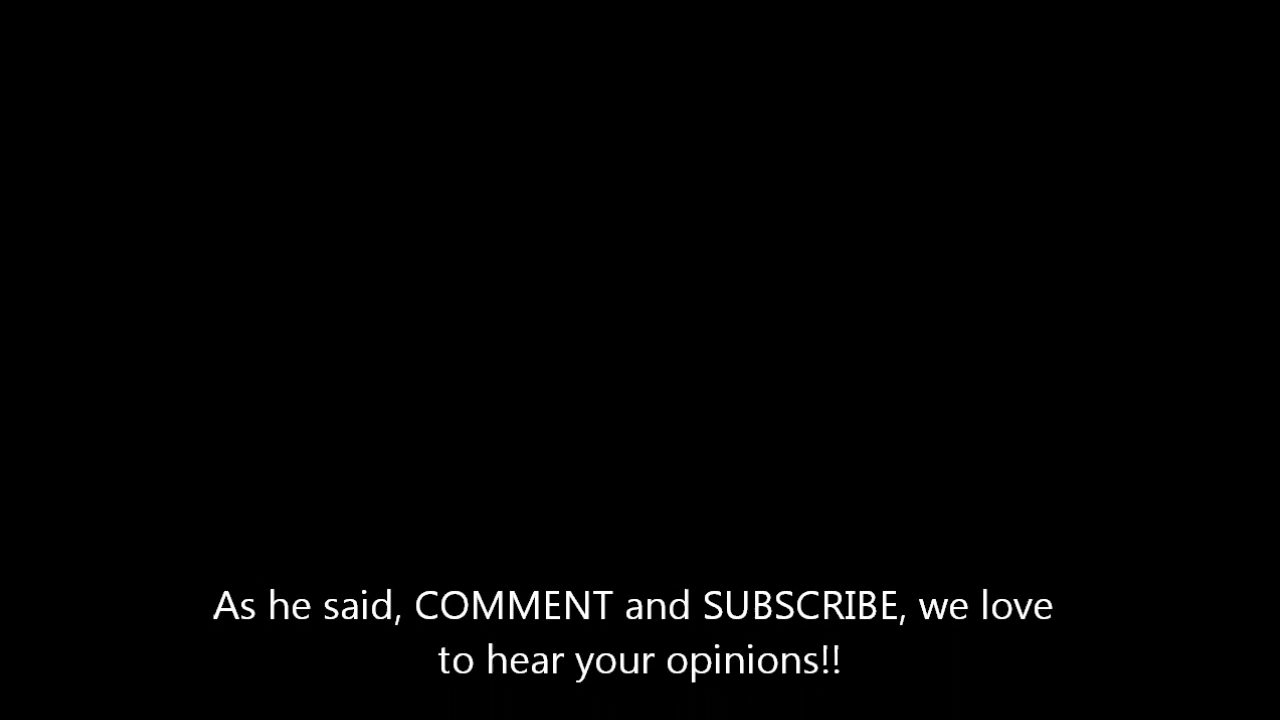 As he said, COMMENT and SUBSCRIBE, we love
to hear your opinions!!